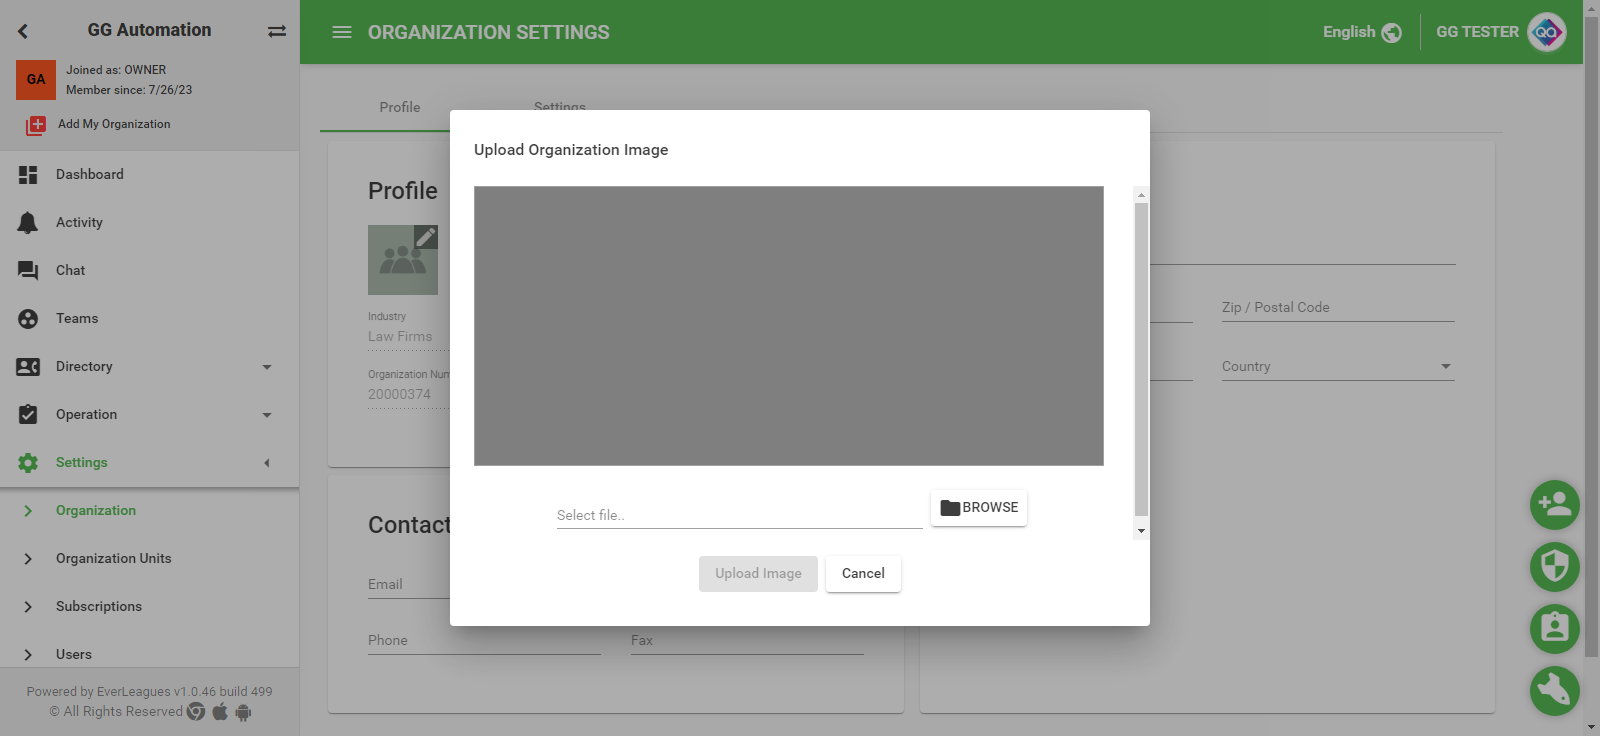 GG Automation
GA
Joined as: OWNER
Member since: 7/26/23
Add My Organization
Dashboard
Activity
Chat
Teams
Directory
Operation
Settings
Organization
Organization Units
Subscriptions
Users
Powered by EverLeagues v1.0.46 build 499
© All Rights Reserved
ORGANIZATION SETTINGS
English
GG TESTER
QA
Profile
Settings
Profile
Industry
Law Firms
Organization Num
20000374
Zip / Postal Code
Country
Contact
Email
Phone
Fax
Upload Organization Image
Select file..
BROWSE
Upload Image
Cancel